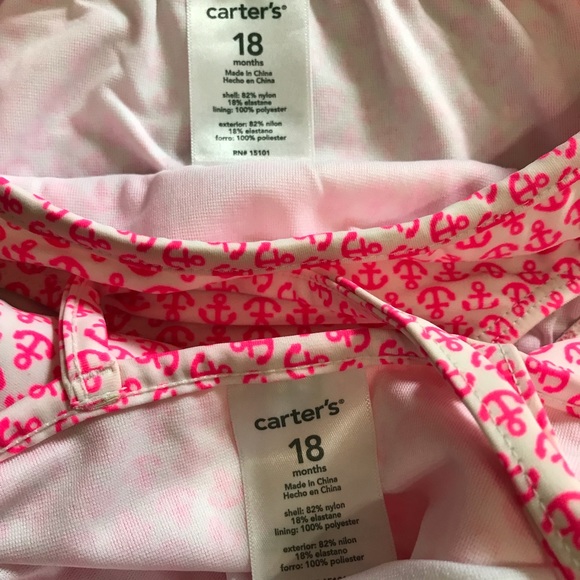 carter's®
18
months
Made in China
Hecho en China
shell: 82% nylon
18% elastane
lining: 100% polyester
exterior: 82% nilon
18% elastano
forro: 100% poliester
RN# 15101
carter's®
18
months
Made in China
Hecho en China
shell: 82% nylon
18% elastane
lining: 100% polyester
exterior: 82% nilon
18% elastano
forro: 100% poliester